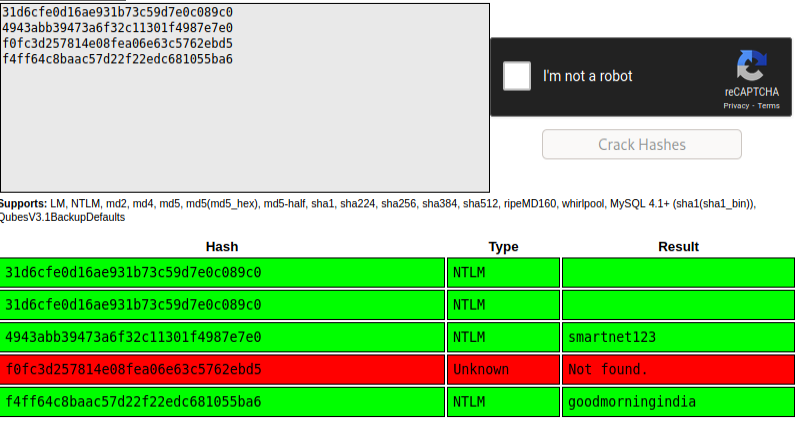 31d6cfe0d16ae931b73c59d7e0c089c0
4943abb39473a6f32c11301f4987e7e0
f0fc3d257814e08fea06e63c5762ebd5
f4ff64c8baac57d22f22edc681055ba6
I'm not a robot
reCAPTCHA
Privacy - Terms
Crack Hashes
Supports: LM, NTLM, md2, md4, md5, md5(md5_hex), md5-half, sha1, sha224, sha256, sha384, sha512, ripeMD160, whirlpool, MySQL 4.1+ (sha1(sha1_bin)),
QubesV3.1BackupDefaults
Hash Type Result
31d6cfe0d16ae931b73c59d7e0c089c0 NTLM
31d6cfe0d16ae931b73c59d7e0c089c0 NTLM
4943abb39473a6f32c11301f4987e7e0 NTLM smartnet123
f0fc3d257814e08fea06e63c5762ebd5 Unknown Not found.
f4ff64c8baac57d22f22edc681055ba6 NTLM goodmorningindia